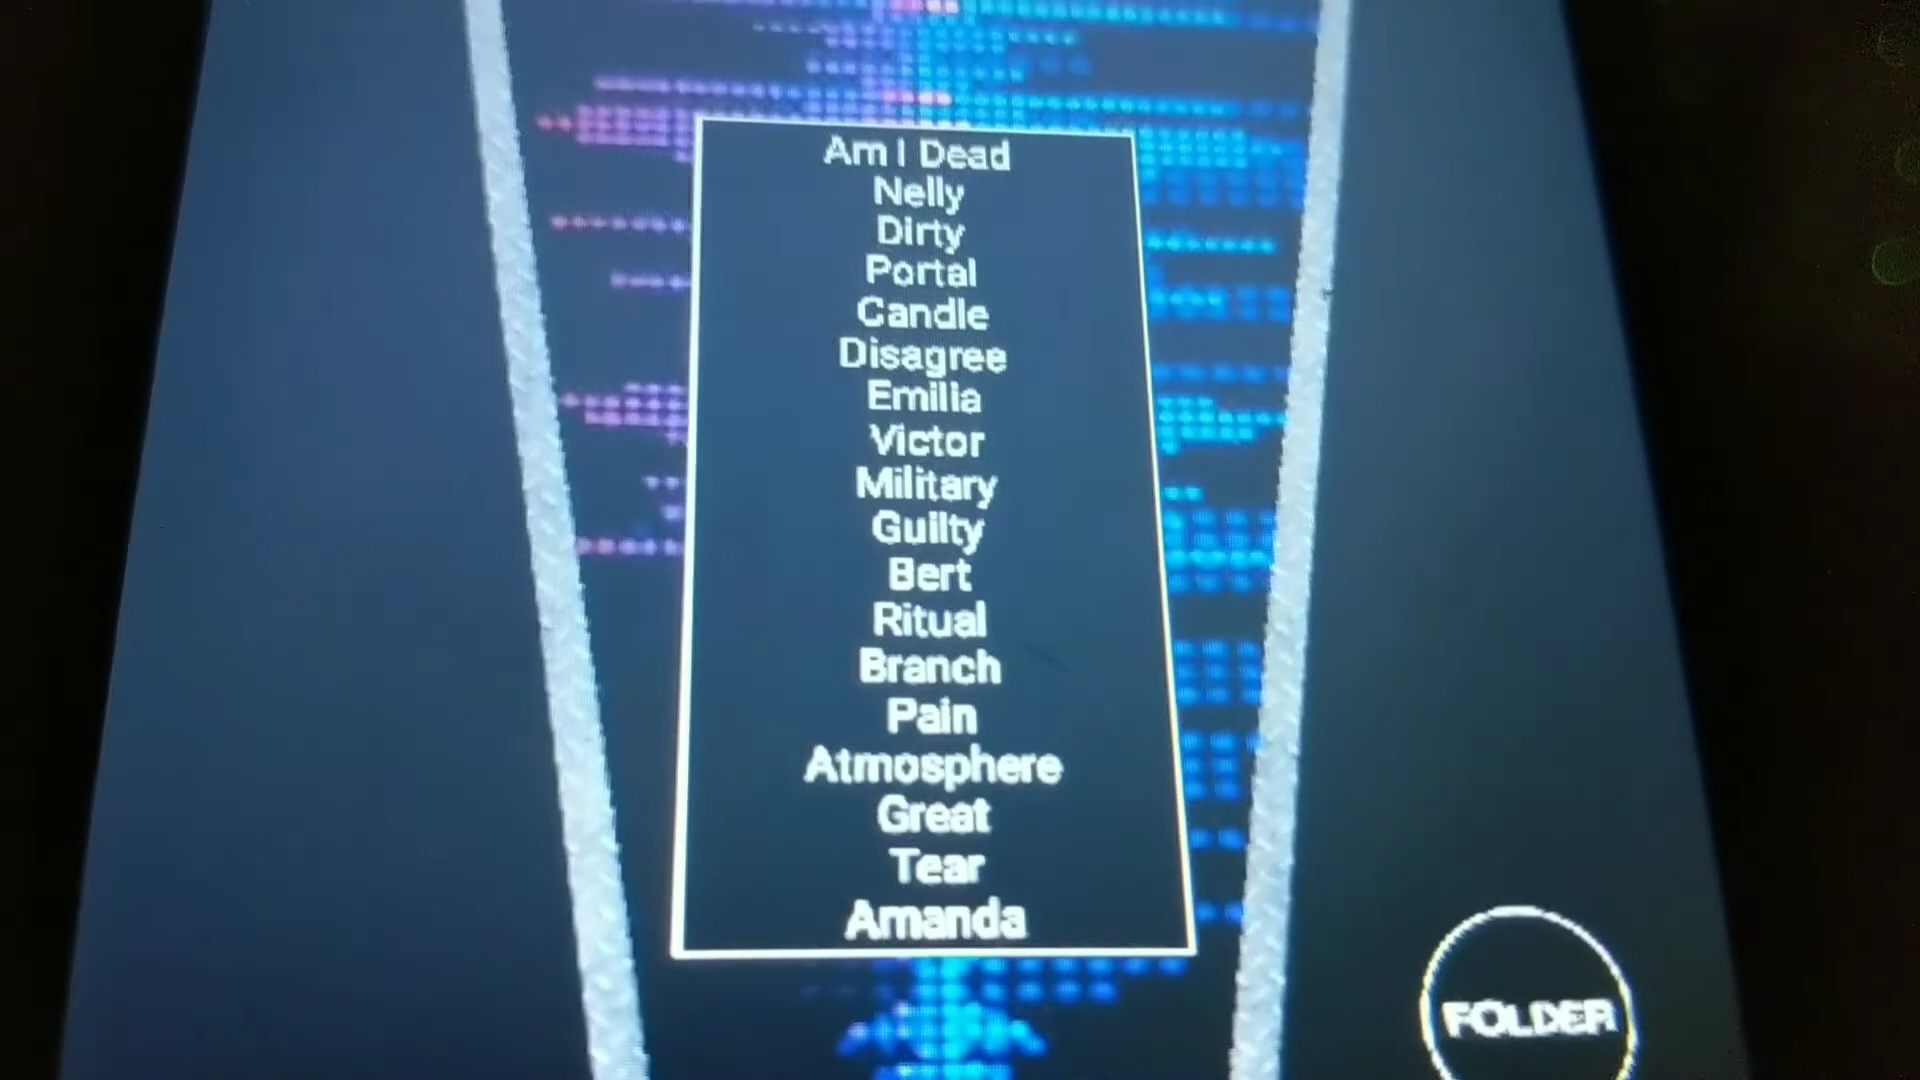 Am I Dead
Nelly
Dirty
Portal
Candle
Disagree
Emilia
Victor
Military
Guilty
Bert
Ritual
Branch
Pain
Atmosphere
Great
Tear
Amanda
FOLDER